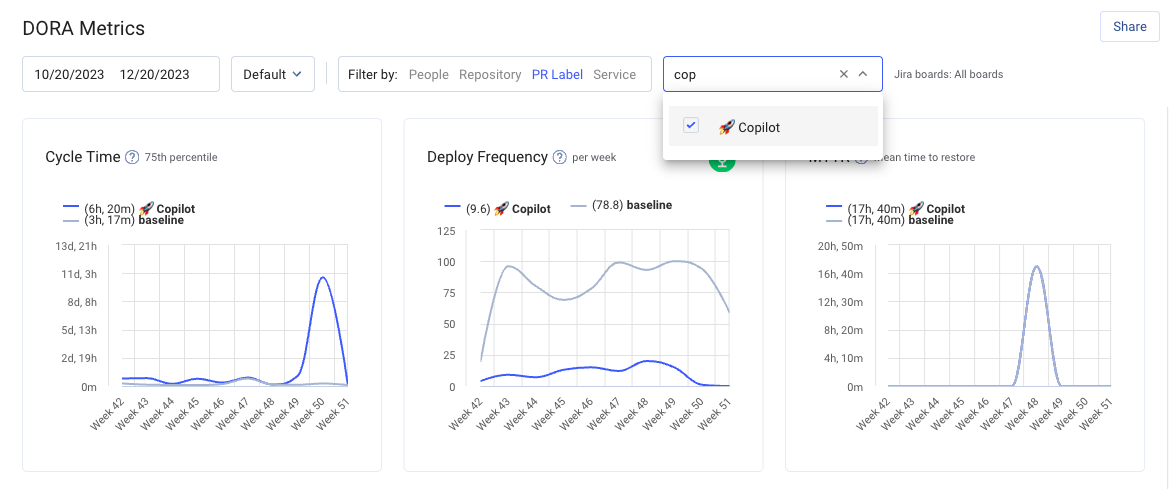 DORA Metrics
Share
10/20/2023 12/20/2023
Default
Filter by: People Repository PR Label Service
cop
Jira boards: All boards
🚀 Copilot
Cycle Time ? 75th percentile
(6h, 20m) 🚀 Copilot
(3h, 17m) baseline
13d, 21h
11d, 3h
8d, 8h
5d, 13h
2d, 19h
0m
Week 42
Week 43
Week 44
Week 45
Week 46
Week 47
Week 48
Week 49
Week 50
Week 51
Deploy Frequency ? per week
(9.6) 🚀 Copilot
(78.8) baseline
125
100
75
50
25
0
Week 42
Week 43
Week 44
Week 45
Week 46
Week 47
Week 48
Week 49
Week 50
Week 51
mean time to restore
(17h, 40m) 🚀 Copilot
(17h, 40m) baseline
20h, 50m
16h, 40m
12h, 30m
8h, 20m
4h, 10m
0m
Week 42
Week 43
Week 44
Week 45
Week 46
Week 47
Week 48
Week 49
Week 50
Week 51